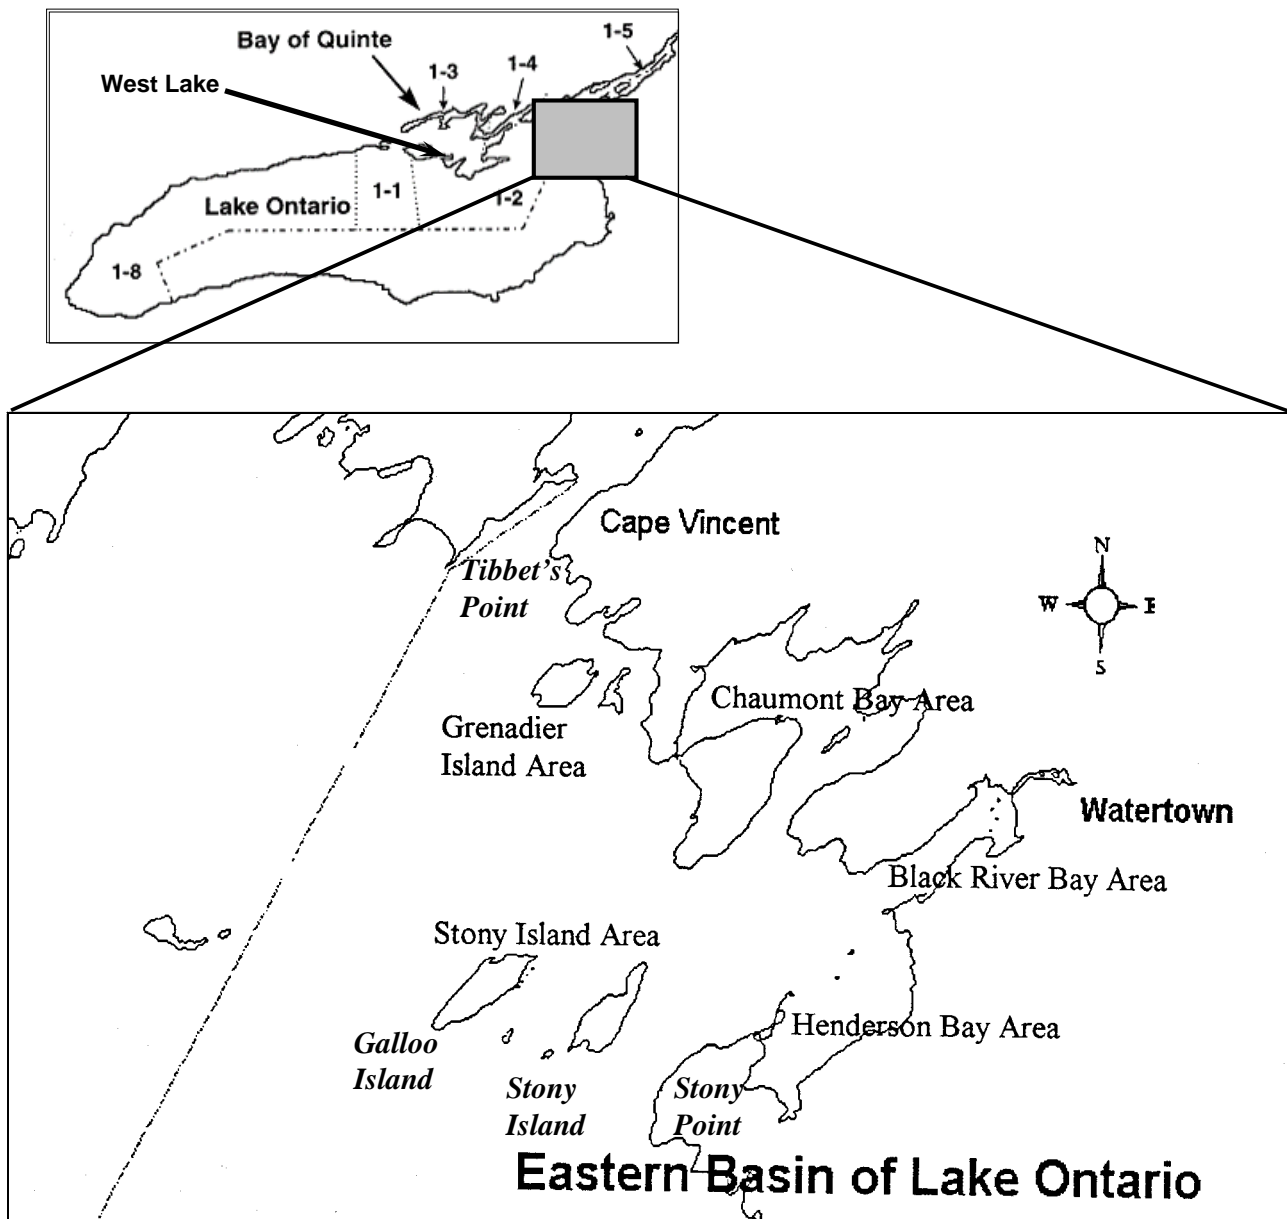 1-5
Bay of Quinte
1-4
1-3
West Lake
1-1
1-2
Lake Ontario
1-8
Cape Vincent
N
W
E
S
Tibbet's
Point
Chaumont Bay Area
Grenadier
Island Area
Watertown
Black River Bay Area
Stony Island Area
Henderson Bay Area
Galloo
Island
Stony
Island
Stony
Point
Eastern Basin of Lake Ontario